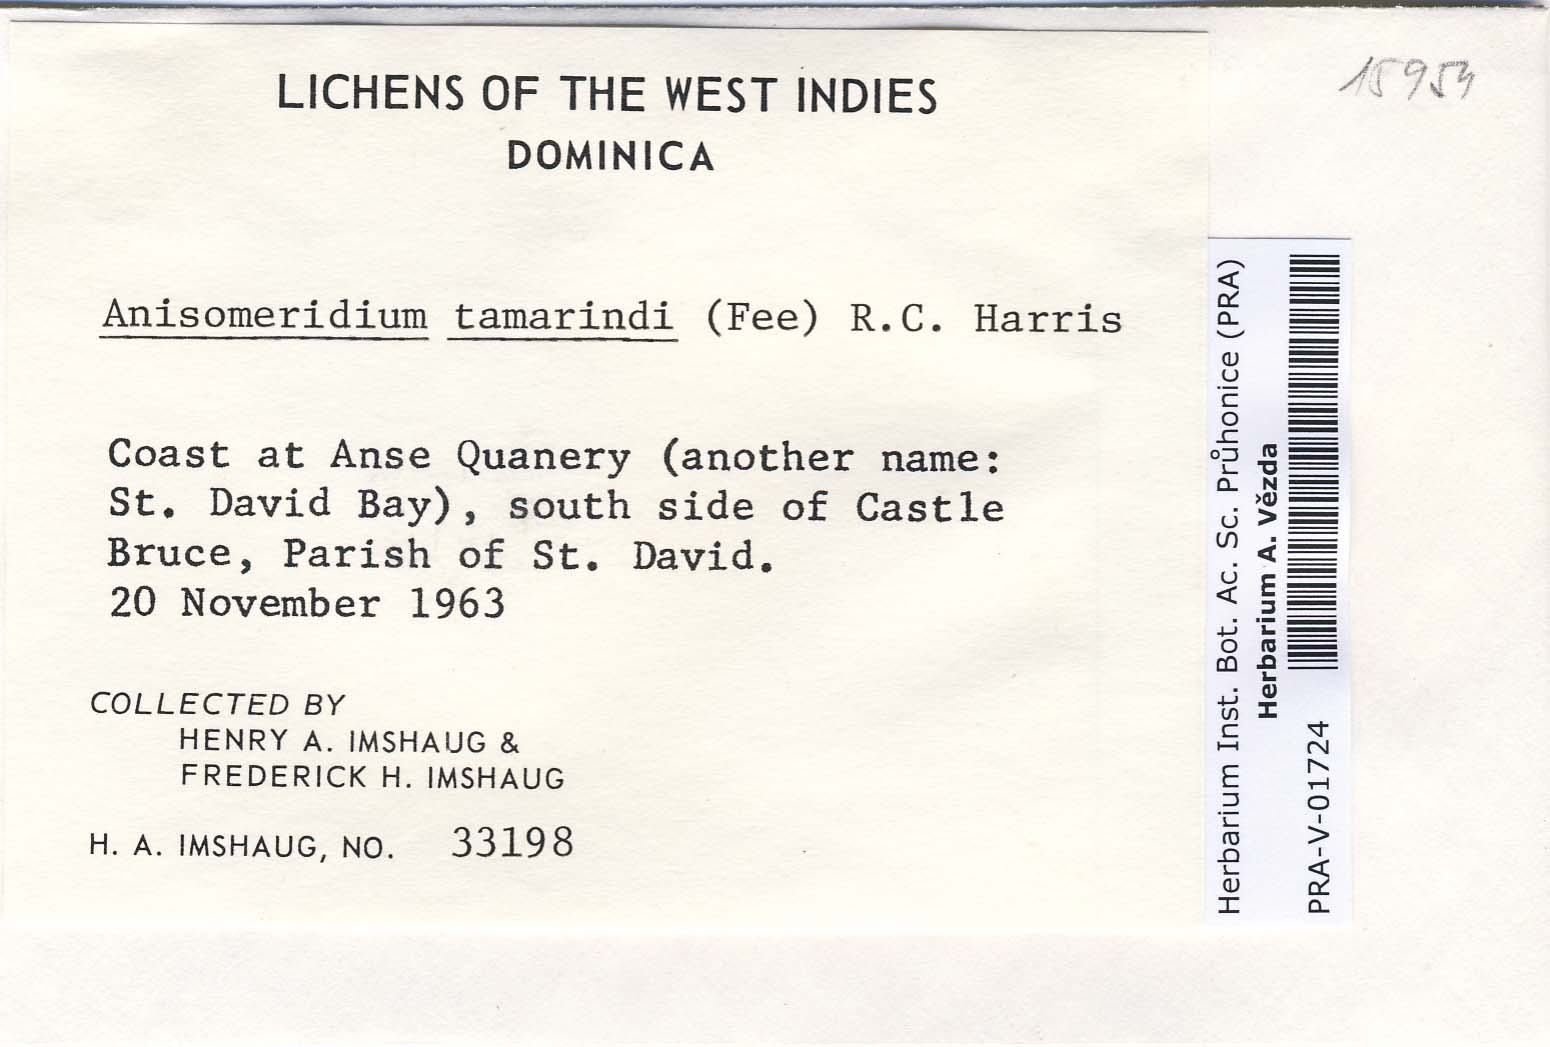 LICHENS OF THE WEST INDIES
DOMINICA
Anisomeridium tamarindi (Fee) R.C. Harris
Coast at Anse Quanery (another name:
St. David Bay), south side of Castle
Bruce, Parish of St. David.
20 November 1963
COLLECTED BY
HENRY A. IMSHAUG &
FREDERICK H. IMSHAUG
H. A. IMSHAUG, NO. 33198
15953
Herbarium Inst. Bot. Ac. Sc. Průhonice (PRA)
Herbarium A. Vězda
PRA-V-01724